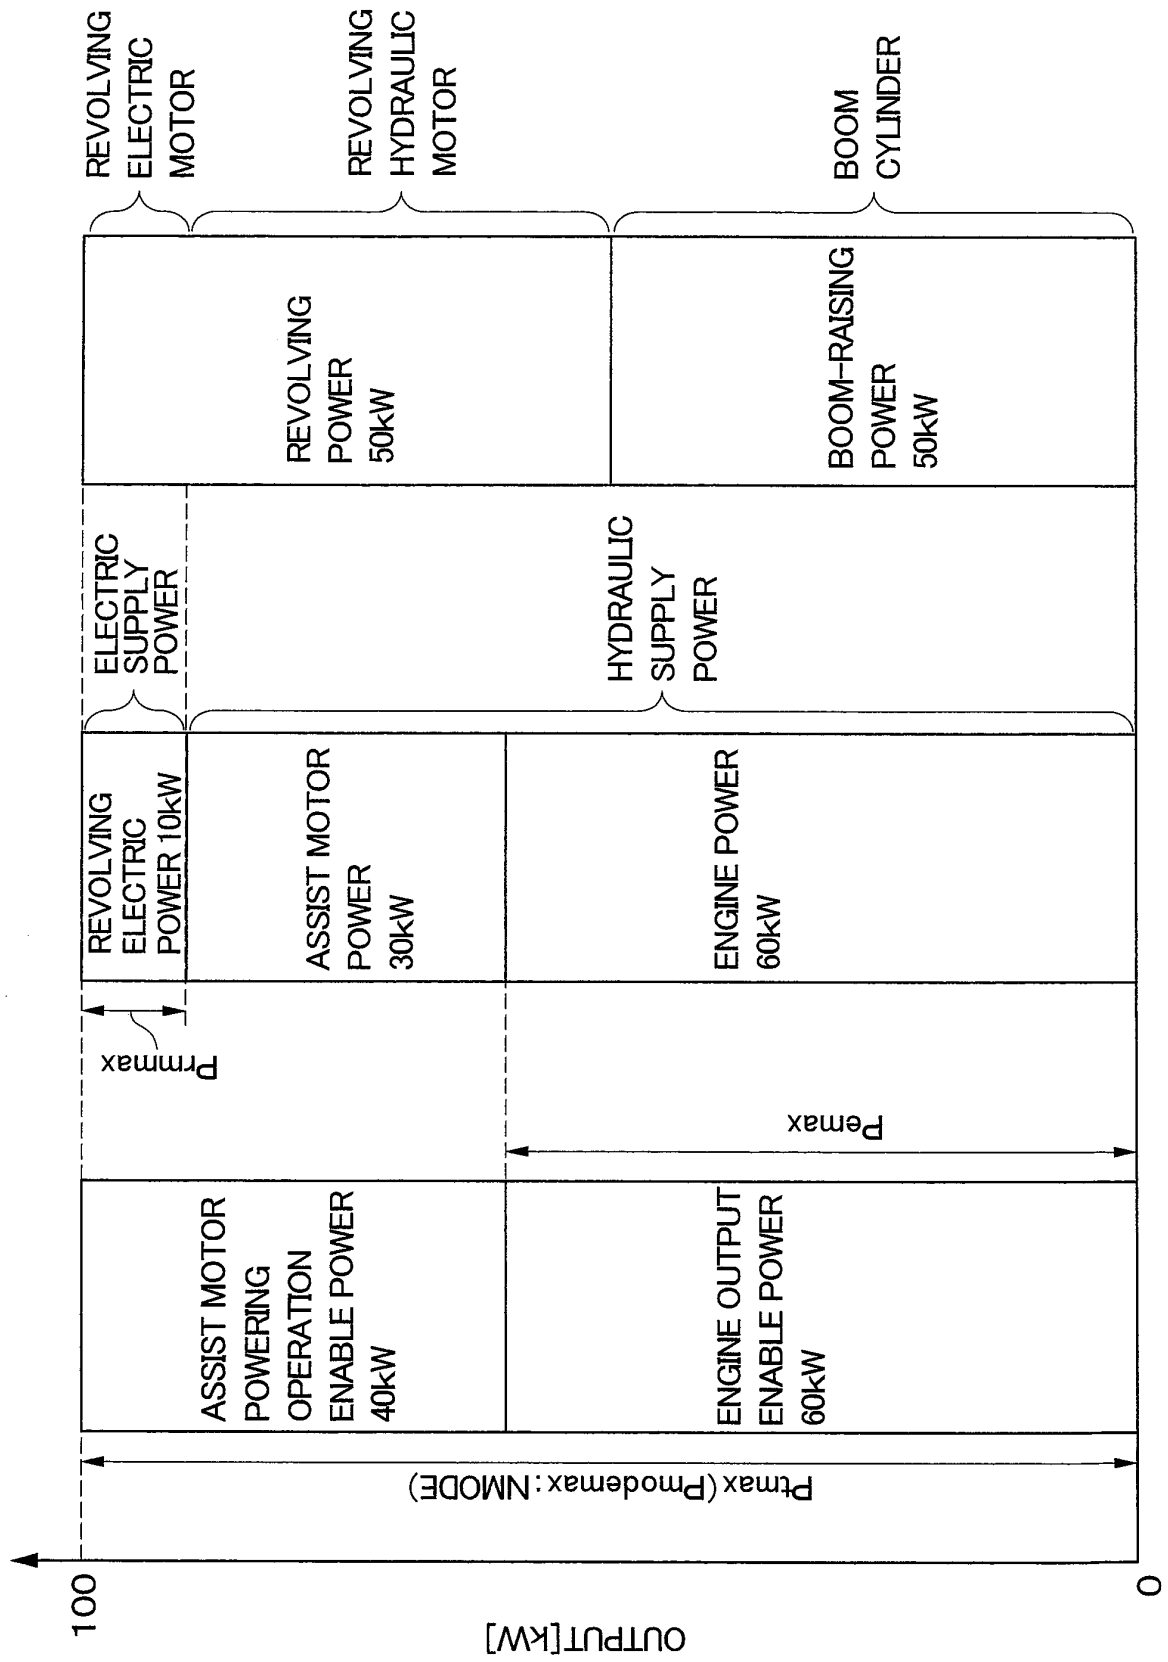 OUTPUT[kW]
100
0
Ptmax(Pmodemax:NMODE)
ASSIST MOTOR
POWERING
OPERATION
ENABLE POWER
40kW
ENGINE OUTPUT
ENABLE POWER
60kW
Pemax
Prmmax
REVOLVING
ELECTRIC
POWER 10kW
ASSIST MOTOR
POWER
30kW
ENGINE POWER
60kW
ELECTRIC
SUPPLY
POWER
HYDRAULIC
SUPPLY
POWER
REVOLVING
POWER
50kW
BOOM-RAISING
POWER
50kW
REVOLVING
ELECTRIC
MOTOR
REVOLVING
HYDRAULIC
MOTOR
BOOM
CYLINDER